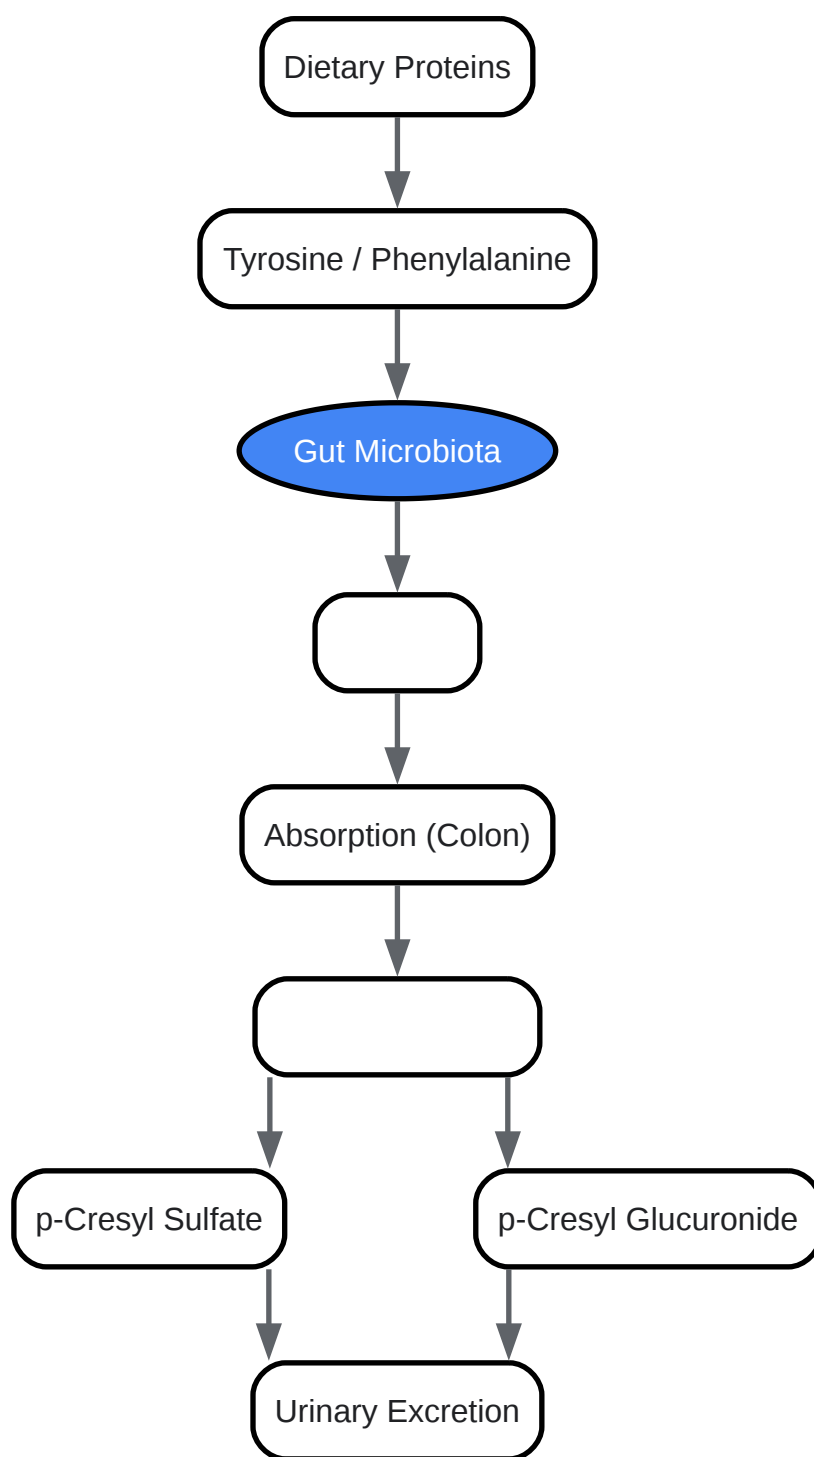 Dietary Proteins
Tyrosine / Phenylalanine
Gut Microbiota
Absorption (Colon)
p-Cresyl Sulfate
p-Cresyl Glucuronide
Urinary Excretion